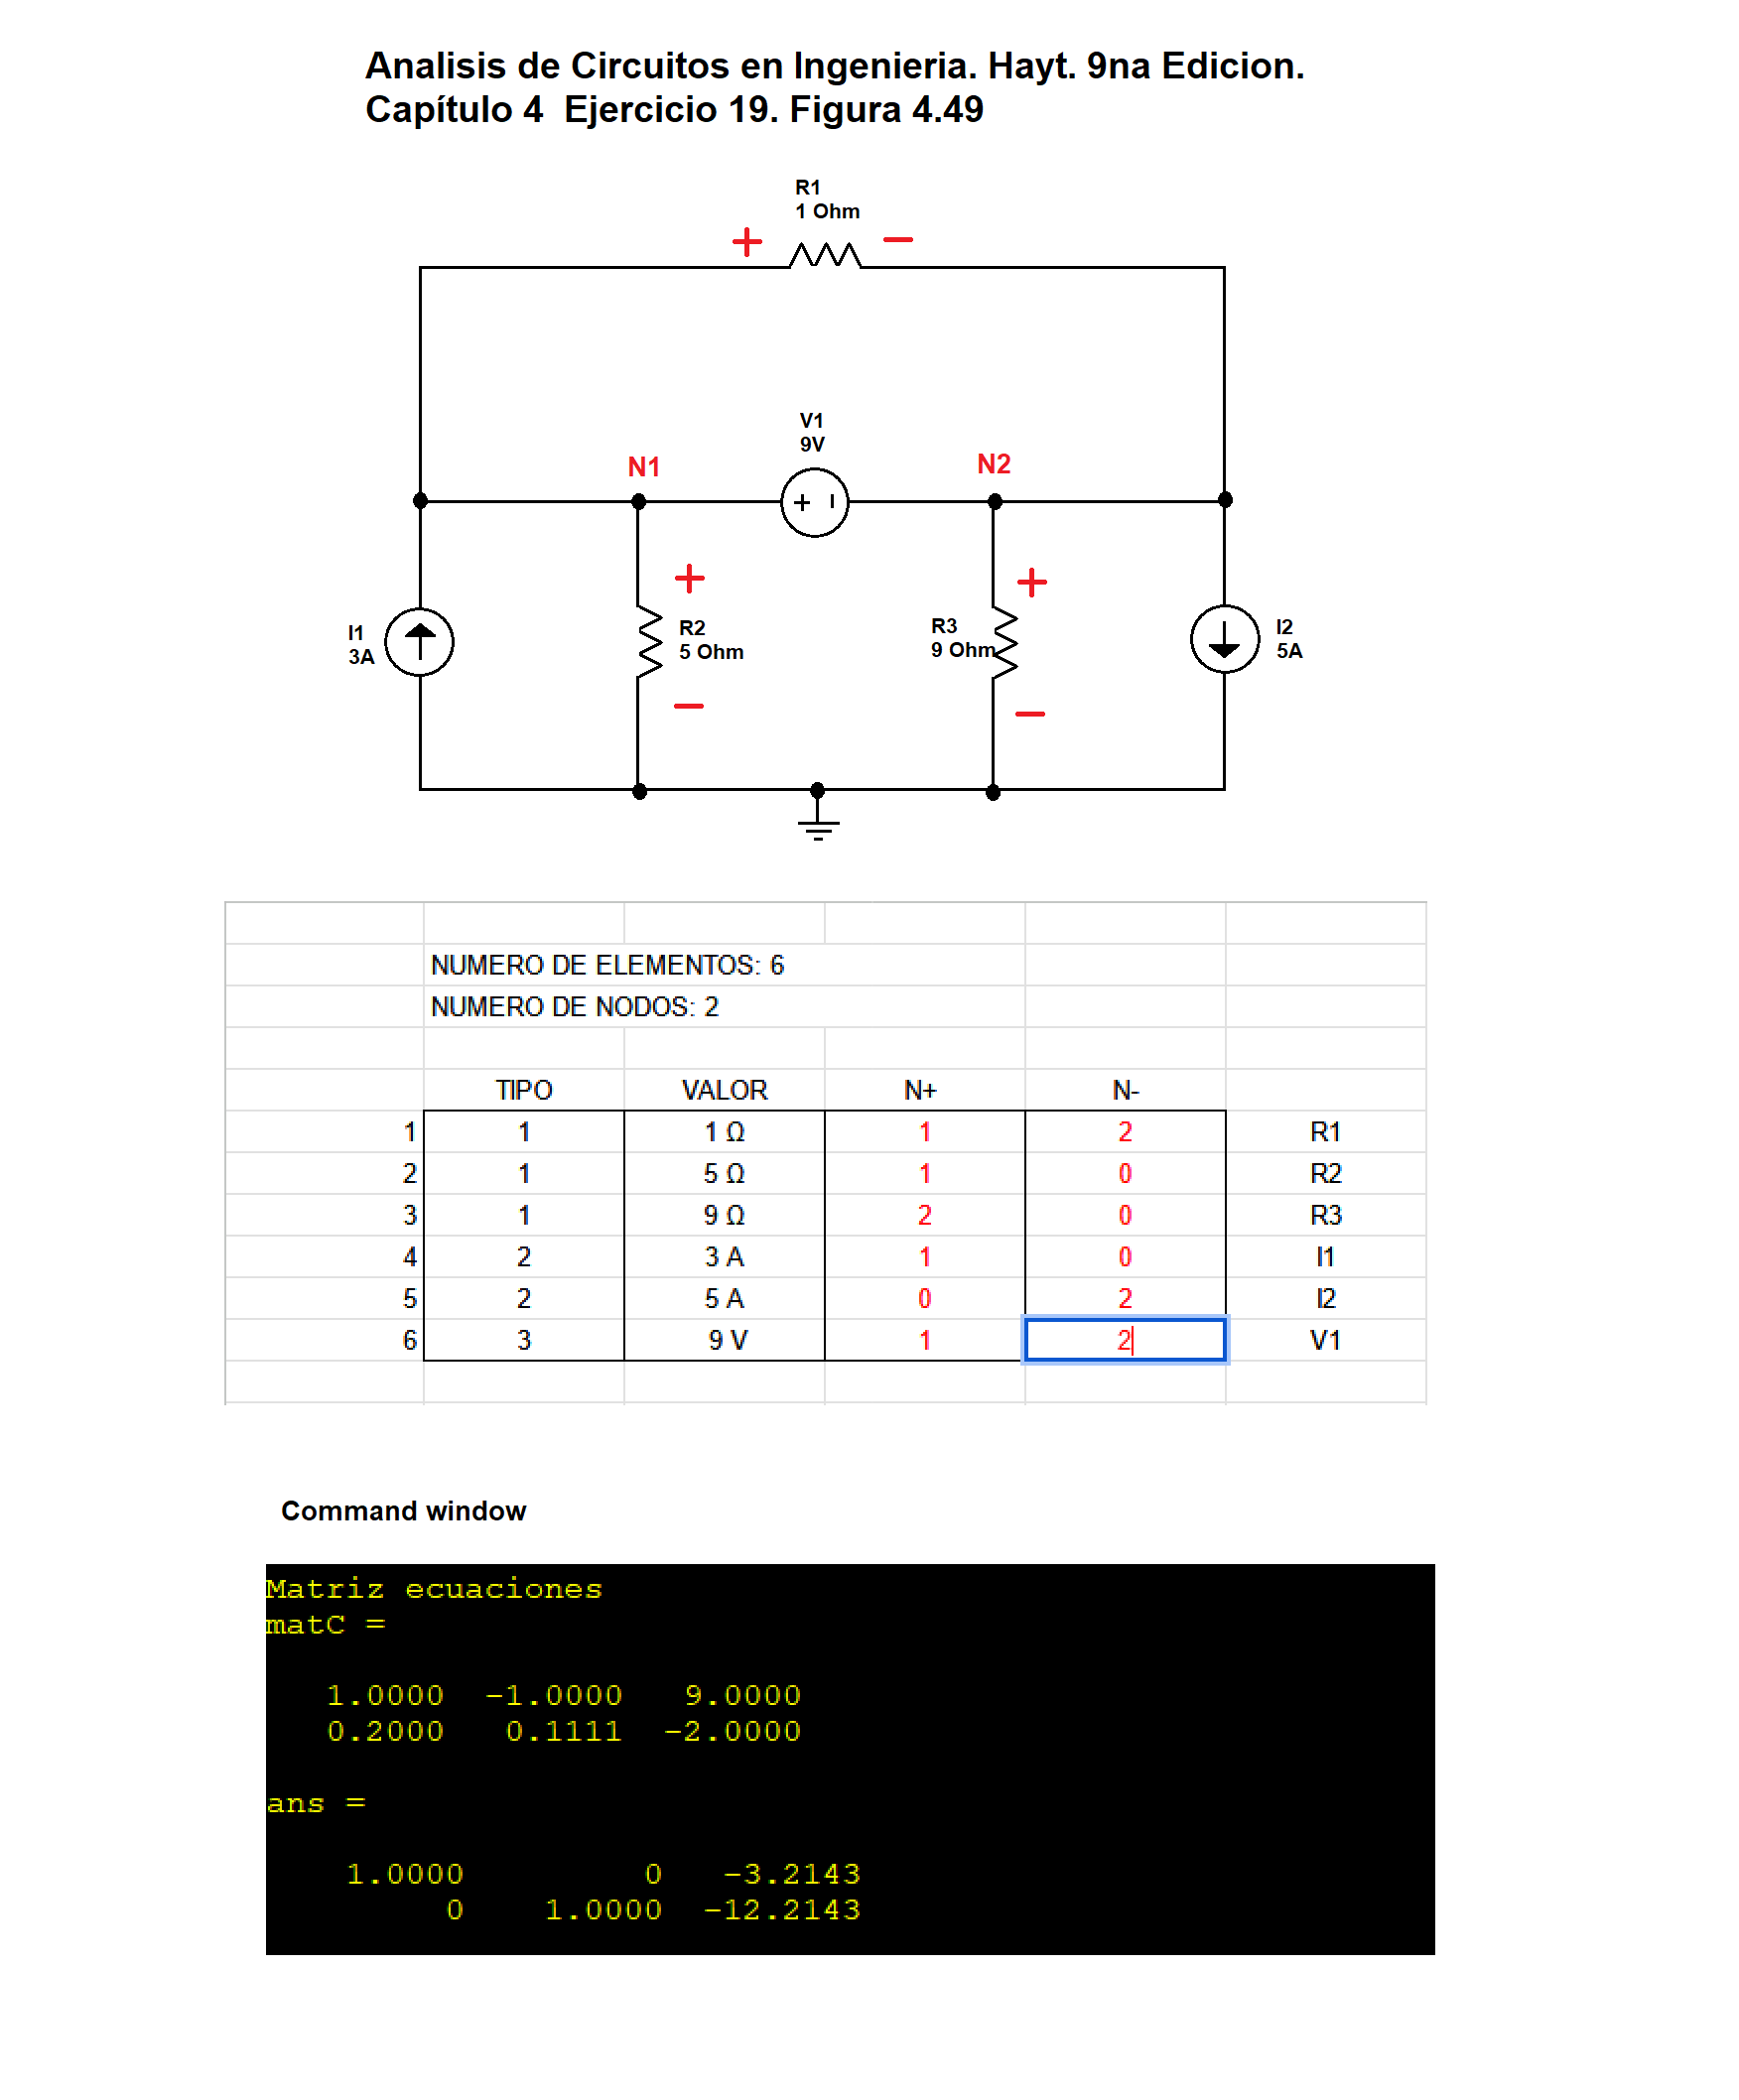 Analisis de Circuitos en Ingenieria. Hayt. 9na Edicion.
Capítulo 4  Ejercicio 19. Figura 4.49
R1
1 Ohm
+ −
V1
9V
N1
N2
+ −
+
+
I1
3A
R2
5 Ohm
R3
9 Ohm
I2
5A
−
−
NUMERO DE ELEMENTOS: 6
NUMERO DE NODOS: 2
TIPO VALOR N+ N-
1 1 1 Ω 1 2 R1
2 1 5 Ω 1 0 R2
3 1 9 Ω 2 0 R3
4 2 3 A 1 0 I1
5 2 5 A 0 2 I2
6 3 9 V 1 2 V1
Command window
Matriz ecuaciones
matC =
1.0000 -1.0000 9.0000
0.2000 0.1111 -2.0000
ans =
1.0000 0 -3.2143
0 1.0000 -12.2143